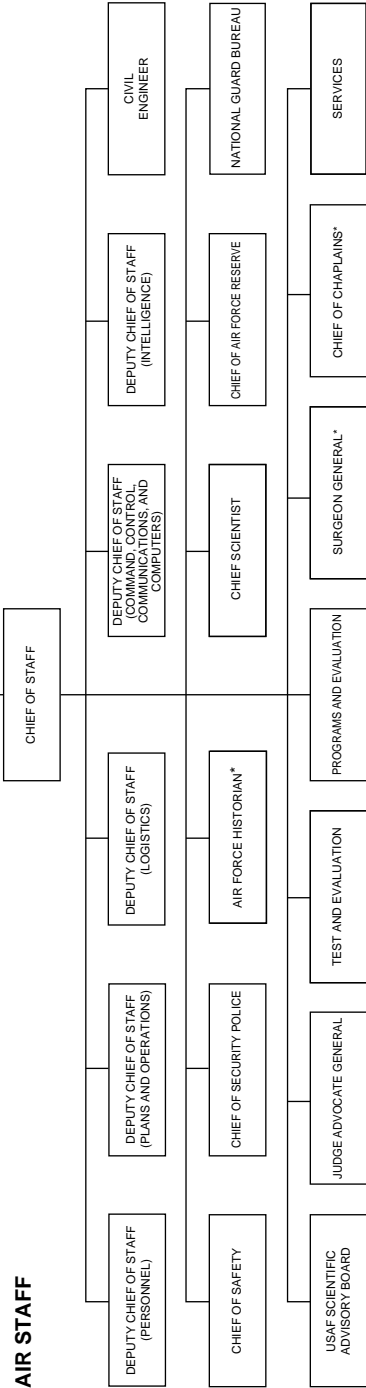 AIR STAFF
CHIEF OF STAFF
DEPUTY CHIEF OF STAFF
(PERSONNEL)
DEPUTY CHIEF OF STAFF
(PLANS AND OPERATIONS)
DEPUTY CHIEF OF STAFF
(LOGISTICS)
DEPUTY CHIEF OF STAFF
(COMMAND, CONTROL,
COMMUNICATIONS, AND
COMPUTERS)
DEPUTY CHIEF OF STAFF
(INTELLIGENCE)
CIVIL
ENGINEER
CHIEF OF SAFETY
CHIEF OF SECURITY POLICE
AIR FORCE HISTORIAN*
CHIEF SCIENTIST
CHIEF OF AIR FORCE RESERVE
NATIONAL GUARD BUREAU
USAF SCIENTIFIC
ADVISORY BOARD
JUDGE ADVOCATE GENERAL
TEST AND EVALUATION
PROGRAMS AND EVALUATION
SURGEON GENERAL*
CHIEF OF CHAPLAINS*
SERVICES